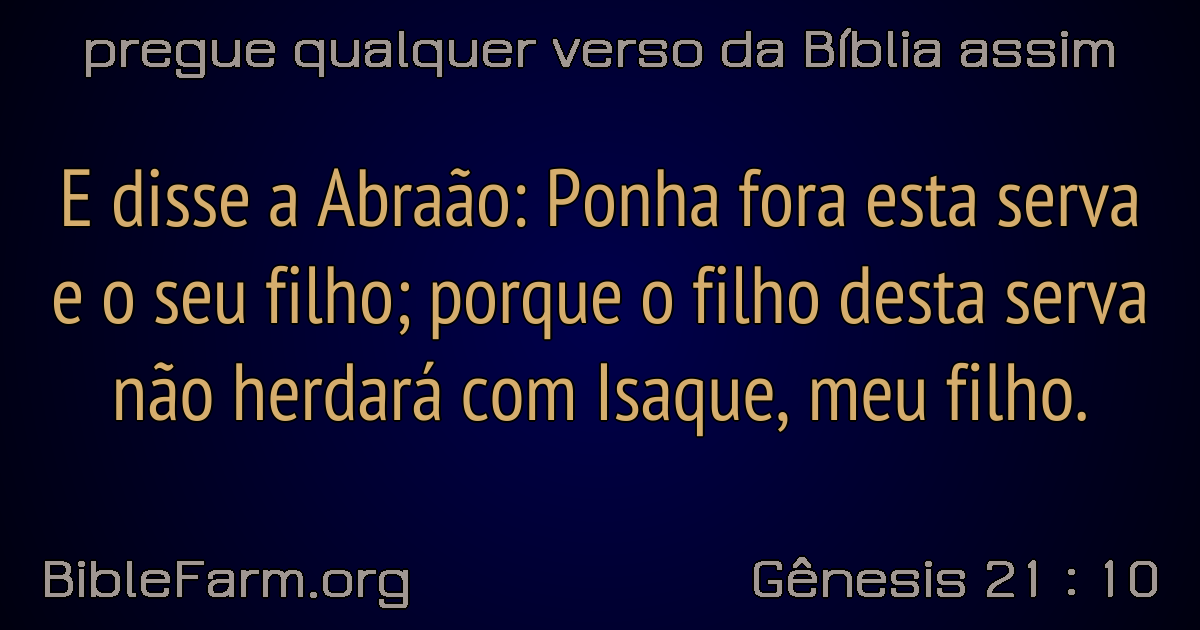 pregue qualquer verso da Bíblia assim
E disse a Abraão: Ponha fora esta serva
e o seu filho; porque o filho desta serva
não herdará com Isaque, meu filho.
BibleFarm.org
Gênesis 21 : 10